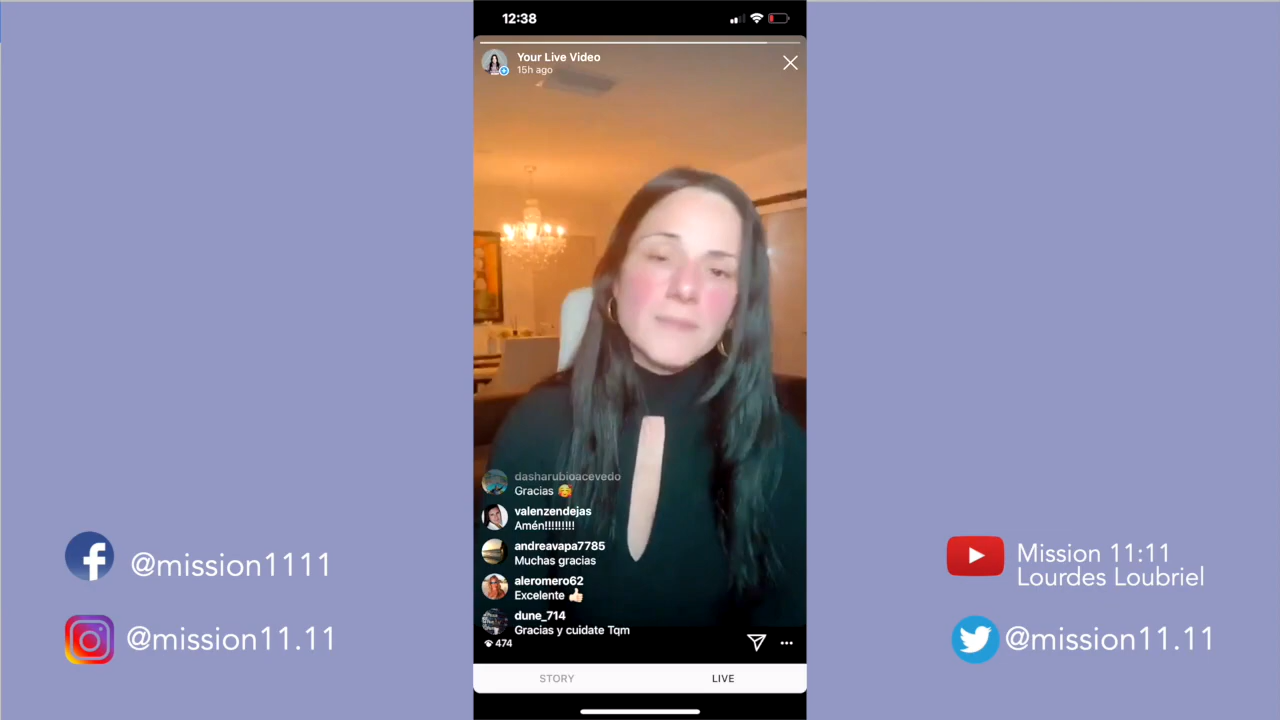 12:38
Your Live Video
15h ago
dasharubioacevedo
Gracias 🥰
valenzendejas
Amén!!!!!!!!!
andreavapa7785
Muchas gracias
aleromero62
Excelente 👍🏻
dune_714
Gracias y cuidate Tqm
474
STORY
LIVE
@mission1111
@mission11.11
Mission 11:11
Lourdes Loubriel
@mission11.11